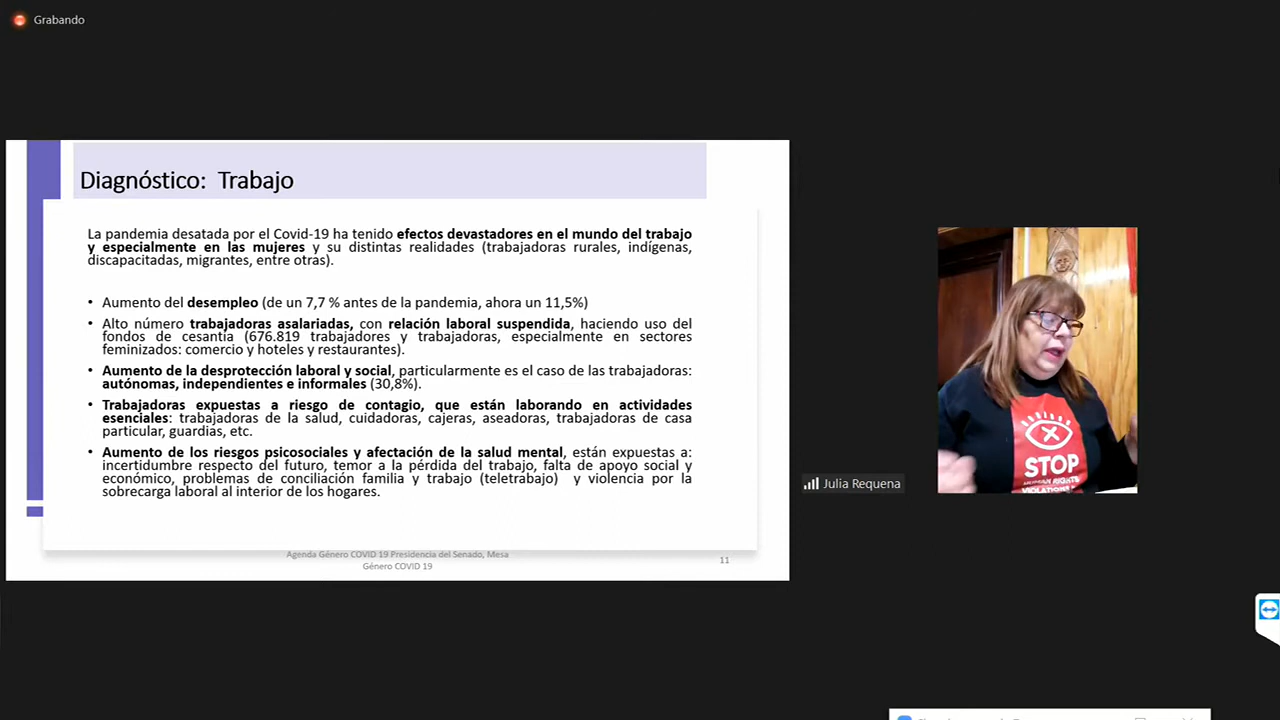 Grabando
Diagnóstico: Trabajo
La pandemia desatada por el Covid-19 ha tenido efectos devastadores en el mundo del trabajo
y especialmente en las mujeres y su distintas realidades (trabajadoras rurales, indígenas,
discapacitadas, migrantes, entre otras).
• Aumento del desempleo (de un 7,7 % antes de la pandemia, ahora un 11,5%)
• Alto número trabajadoras asalariadas, con relación laboral suspendida, haciendo uso del
fondos de cesantía (676.819 trabajadores y trabajadoras, especialmente en sectores
feminizados: comercio y hoteles y restaurantes).
• Aumento de la desprotección laboral y social, particularmente es el caso de las trabajadoras:
autónomas, independientes e informales (30,8%).
• Trabajadoras expuestas a riesgo de contagio, que están laborando en actividades
esenciales: trabajadoras de la salud, cuidadoras, cajeras, aseadoras, trabajadoras de casa
particular, guardias, etc.
• Aumento de los riesgos psicosociales y afectación de la salud mental, están expuestas a:
incertidumbre respecto del futuro, temor a la pérdida del trabajo, falta de apoyo social y
económico, problemas de conciliación familia y trabajo (teletrabajo) y violencia por la
sobrecarga laboral al interior de los hogares.
Agenda Género COVID 19 Presidencia del Senado, Mesa
Género COVID 19
11
Julia Requena
STOP
HUMAN RIGHTS
VIOLATIONS